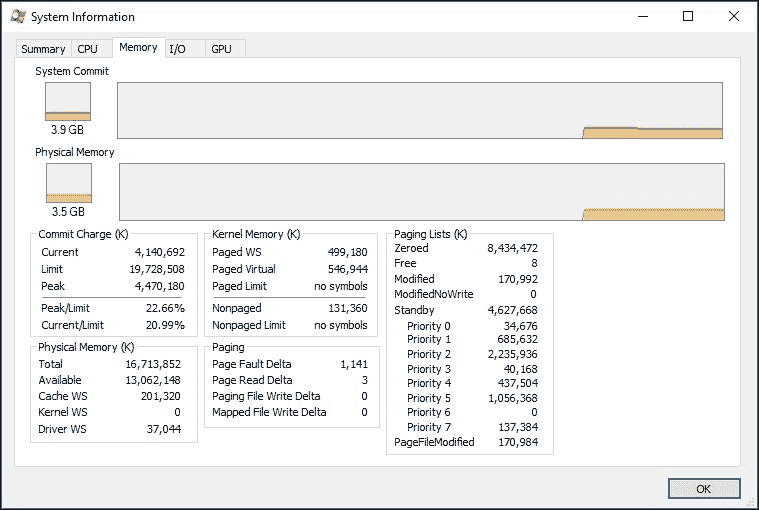 System Information
Summary CPU Memory I/O GPU
System Commit
3.9 GB
Physical Memory
3.5 GB
Commit Charge (K)
Current 4,140,692
Limit 19,728,508
Peak 4,470,180
Peak/Limit 22.66%
Current/Limit 20.99%
Physical Memory (K)
Total 16,713,852
Available 13,062,148
Cache WS 201,320
Kernel WS 0
Driver WS 37,044
Kernel Memory (K)
Paged WS 499,180
Paged Virtual 546,944
Paged Limit no symbols
Nonpaged 131,360
Nonpaged Limit no symbols
Paging
Page Fault Delta 1,141
Page Read Delta 3
Paging File Write Delta 0
Mapped File Write Delta 0
Paging Lists (K)
Zeroed 8,434,472
Free 8
Modified 170,992
ModifiedNoWrite 0
Standby 4,627,668
Priority 0 34,676
Priority 1 685,632
Priority 2 2,235,936
Priority 3 40,168
Priority 4 437,504
Priority 5 1,056,368
Priority 6 0
Priority 7 137,384
PageFileModified 170,984
OK